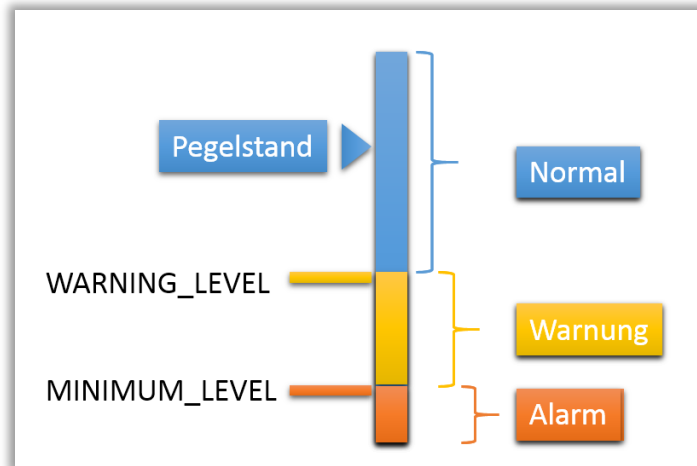 Pegelstand
Normal
WARNING_LEVEL
Warnung
MINIMUM_LEVEL
Alarm